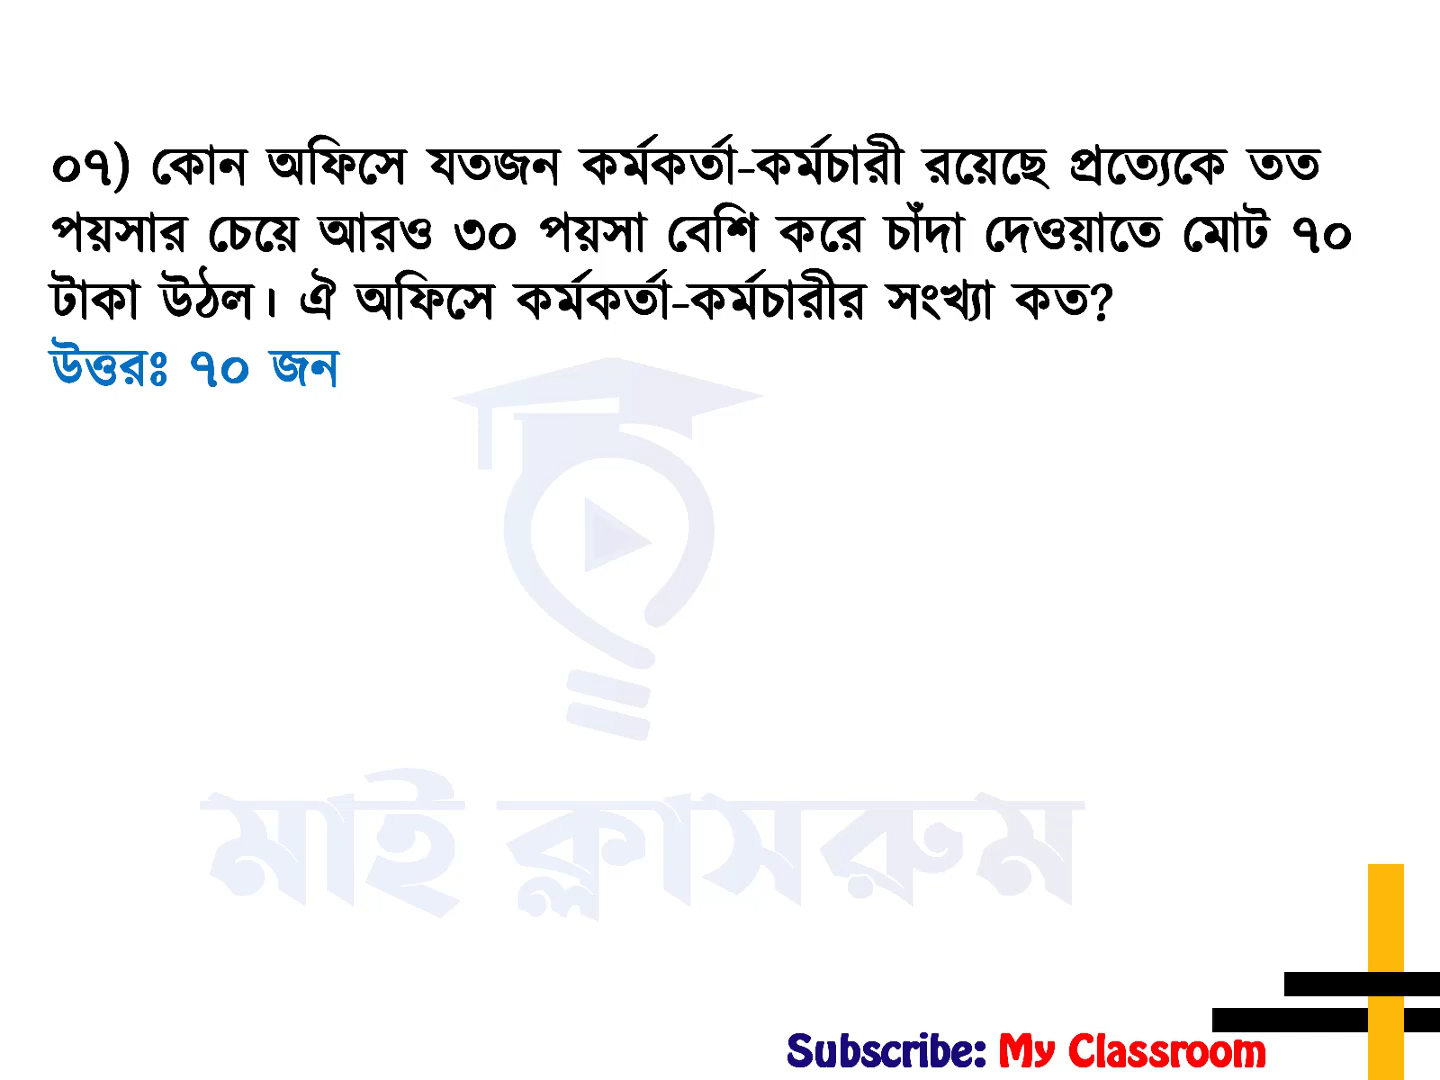 ০৭) কোন অফিসে যতজন কর্মকর্তা-কর্মচারী রয়েছে প্রত্যেকে তত
পয়সার চেয়ে আরও ৩০ পয়সা বেশি করে চাঁদা দেওয়াতে মোট ৭০
টাকা উঠল। ঐ অফিসে কর্মকর্তা-কর্মচারীর সংখ্যা কত?
উত্তরঃ ৭০ জন
মাই ক্লাসরুম
Subscribe: My Classroom